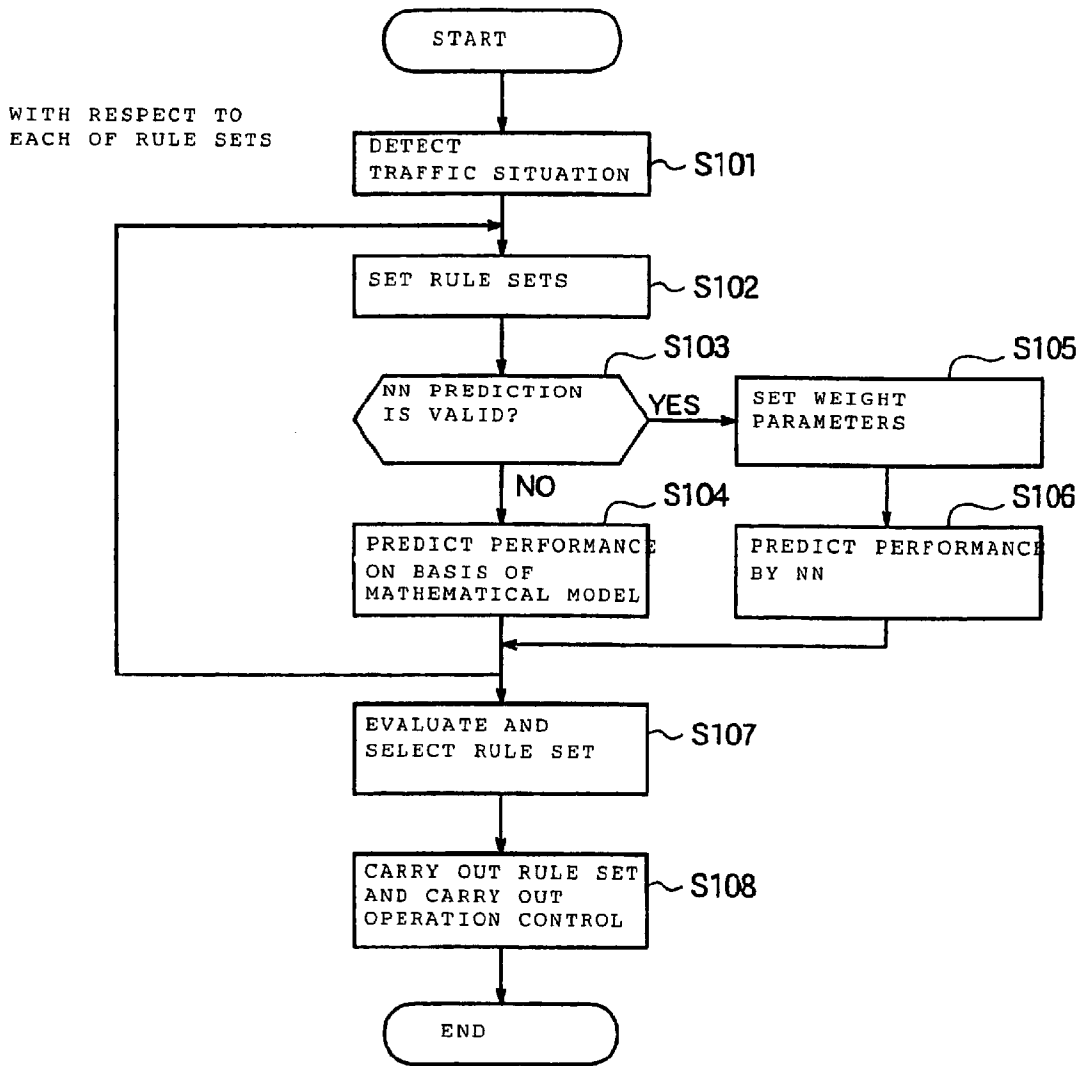 START
WITH RESPECT TO
EACH OF RULE SETS
DETECT
TRAFFIC SITUATION
S101
SET RULE SETS
S102
S103
NN PREDICTION
IS VALID?
YES
S105
SET WEIGHT
PARAMETERS
NO
S104
PREDICT PERFORMANCE
ON BASIS OF
MATHEMATICAL MODEL
S106
PREDICT PERFORMANCE
BY NN
EVALUATE AND
SELECT RULE SET
S107
CARRY OUT RULE SET
AND CARRY OUT
OPERATION CONTROL
S108
END